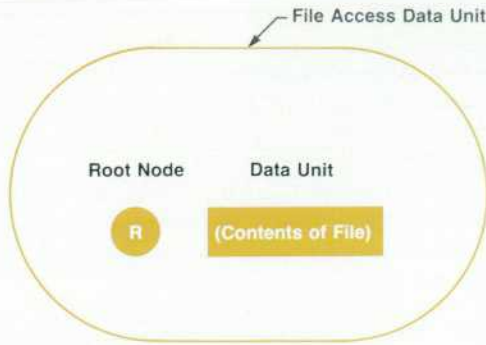 File Access Data Unit
Root Node Data Unit
R (Contents of File)